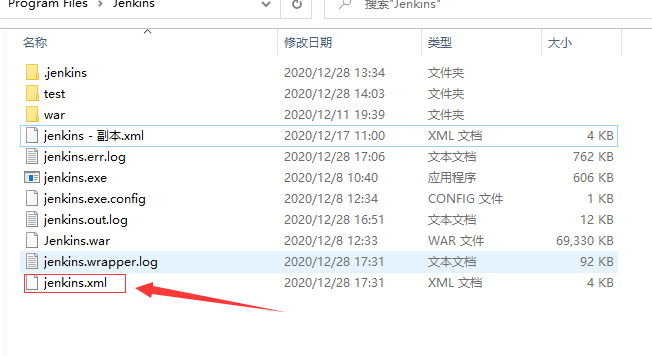 Program Files > Jenkins
搜索"Jenkins"
名称 修改日期 类型 大小
.jenkins 2020/12/28 13:34 文件夹
test 2020/12/28 14:03 文件夹
war 2020/12/11 19:39 文件夹
jenkins - 副本.xml 2020/12/17 11:00 XML 文档 4 KB
jenkins.err.log 2020/12/28 17:06 文本文档 762 KB
jenkins.exe 2020/12/8 10:40 应用程序 606 KB
jenkins.exe.config 2020/12/8 12:34 CONFIG 文件 1 KB
jenkins.out.log 2020/12/28 16:51 文本文档 12 KB
Jenkins.war 2020/12/8 12:33 WAR 文件 69,330 KB
jenkins.wrapper.log 2020/12/28 17:31 文本文档 92 KB
jenkins.xml 2020/12/28 17:31 XML 文档 4 KB